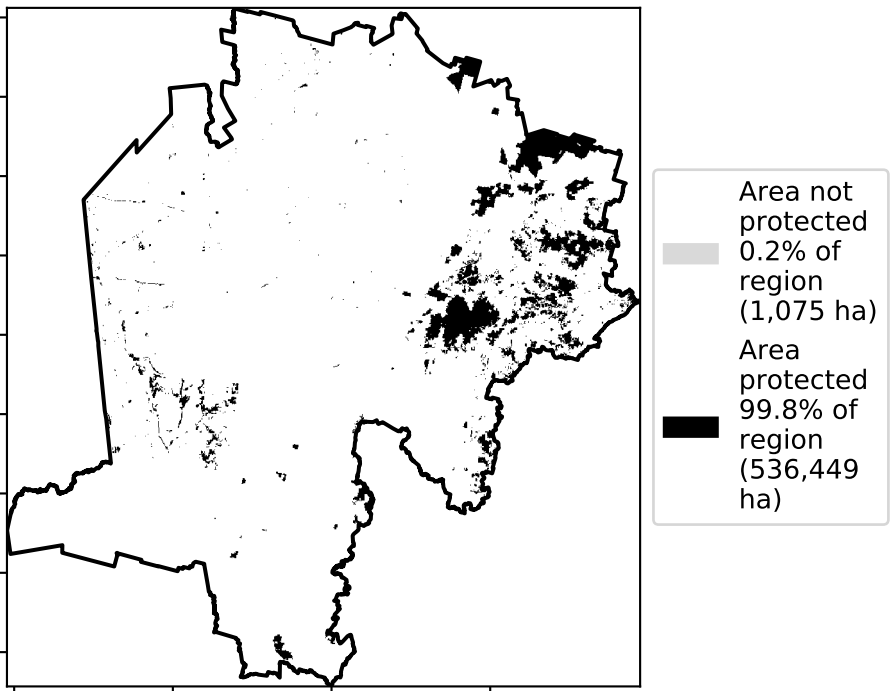 Area not
protected
0.2% of
region
(1,075 ha)
Area
protected
99.8% of
region
(536,449
ha)